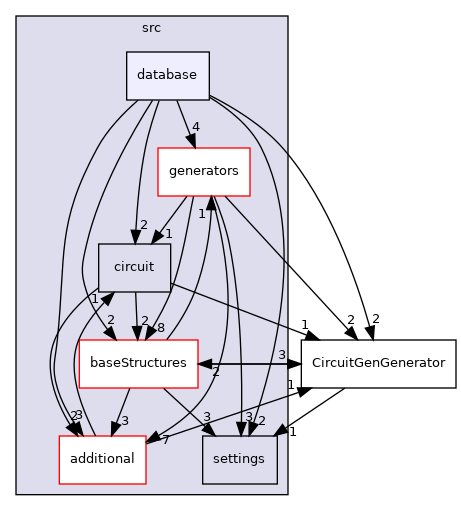 src
database
4
generators
1
2
1
circuit
1
2
2
1
2
8
3
baseStructures
CircuitGenGenerator
2
1
2
3
3
3
3
2
7
1
additional
settings